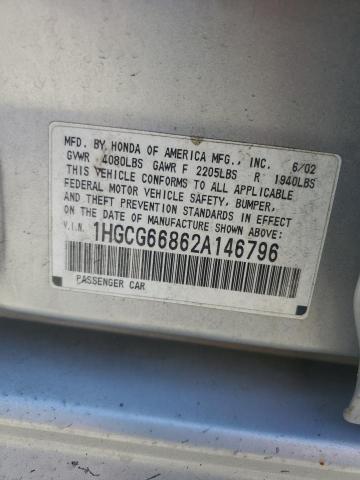 MFD. BY HONDA OF AMERICA MFG., INC. 6/02
GVWR 4080LBS GAWR F 2205LBS R 1940LBS
THIS VEHICLE CONFORMS TO ALL APPLICABLE
FEDERAL MOTOR VEHICLE SAFETY, BUMPER,
AND THEFT PREVENTION STANDARDS IN EFFECT
ON THE DATE OF MANUFACTURE SHOWN ABOVE:
V.I.N. 1HGCG66862A146796
PASSENGER CAR